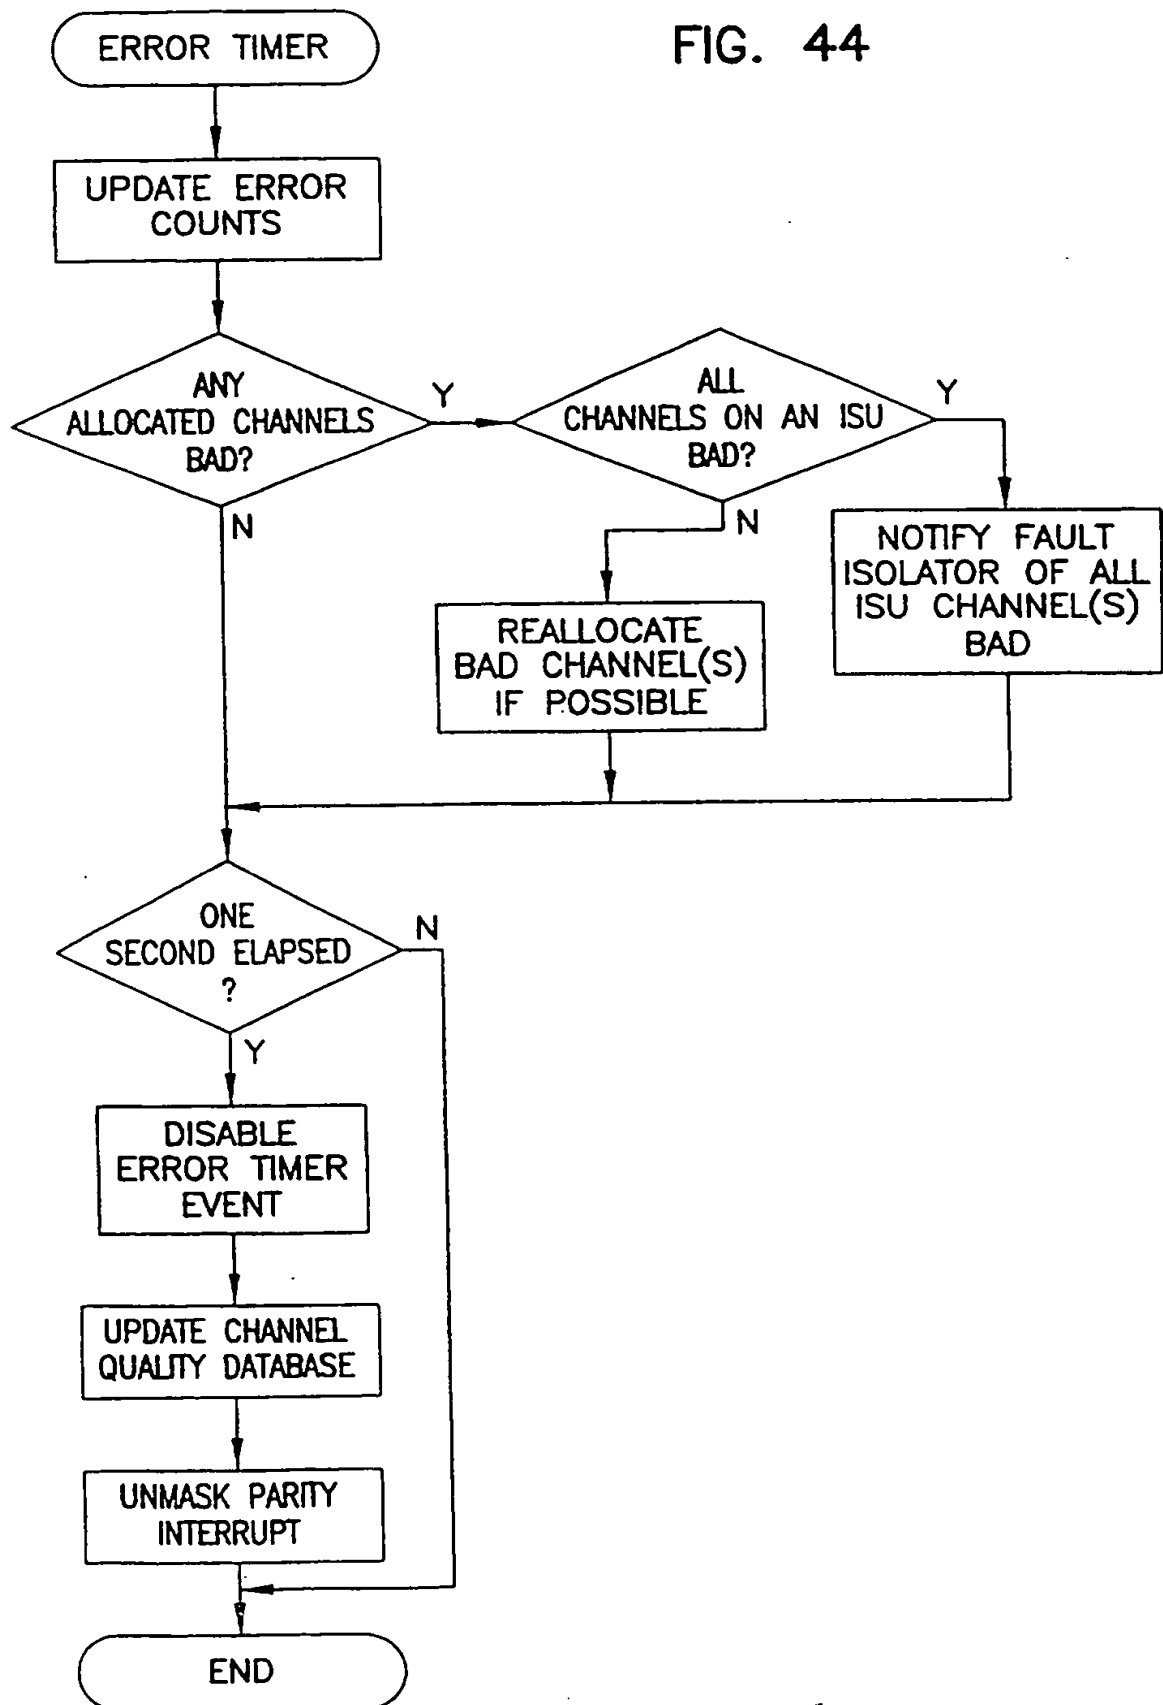 FIG. 44
ERROR TIMER
UPDATE ERROR
COUNTS
ANY
ALLOCATED CHANNELS
BAD?
Y
N
ALL
CHANNELS ON AN ISU
BAD?
Y
N
NOTIFY FAULT
ISOLATOR OF ALL
ISU CHANNEL(S)
BAD
REALLOCATE
BAD CHANNEL(S)
IF POSSIBLE
ONE
SECOND ELAPSED
?
N
Y
DISABLE
ERROR TIMER
EVENT
UPDATE CHANNEL
QUALITY DATABASE
UNMASK PARITY
INTERRUPT
END